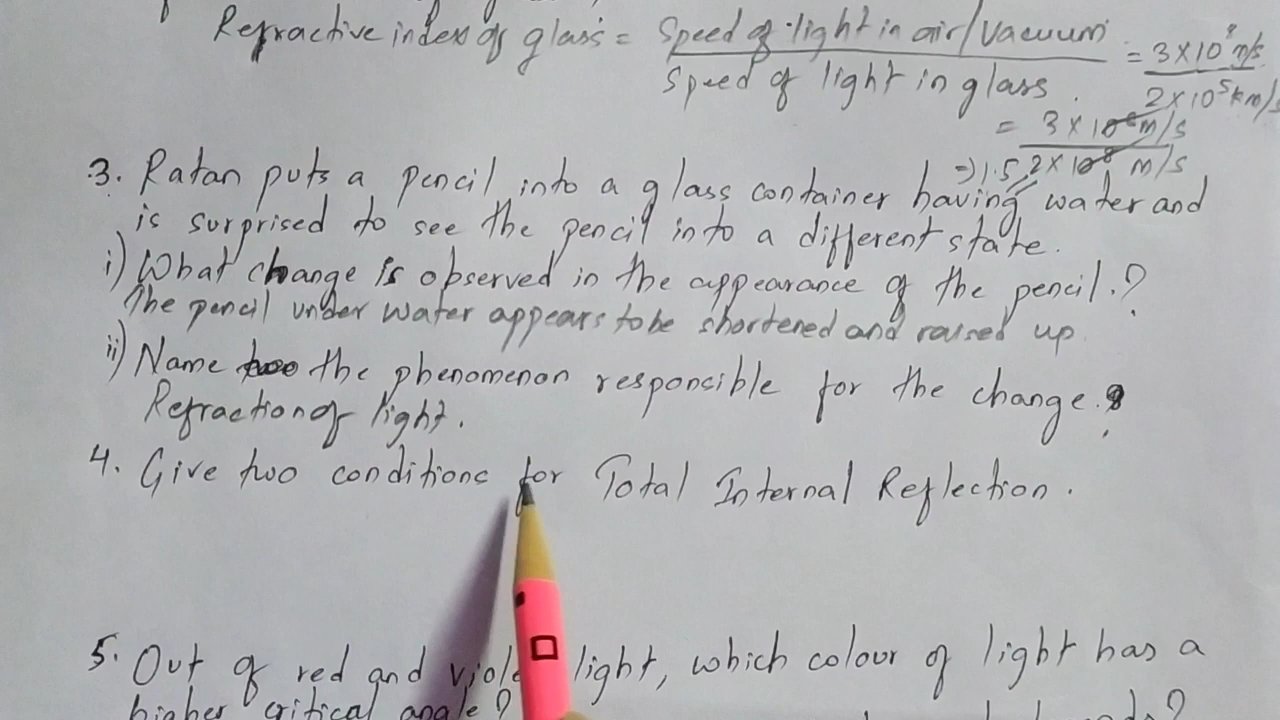 Refractive index of glass = Speed of light in air/Vacuum / Speed of light in glass = 3×10⁸ m/s / 2×10⁵ km/s
= 3×10⁸ m/s / 2×10⁸ m/s
⇒ 1.5
3. Ratan puts a pencil into a glass container having water and
is surprised to see the pencil into a different state.
i) What change is observed in the appearance of the pencil.?
The pencil under water appears to be shortened and raised up
ii) Name the phenomenon responcible for the change.?
Refraction of light.
4. Give two conditions for Total Internal Reflection.
5. Out of red and light, which colour of light has a
higher critical angle?